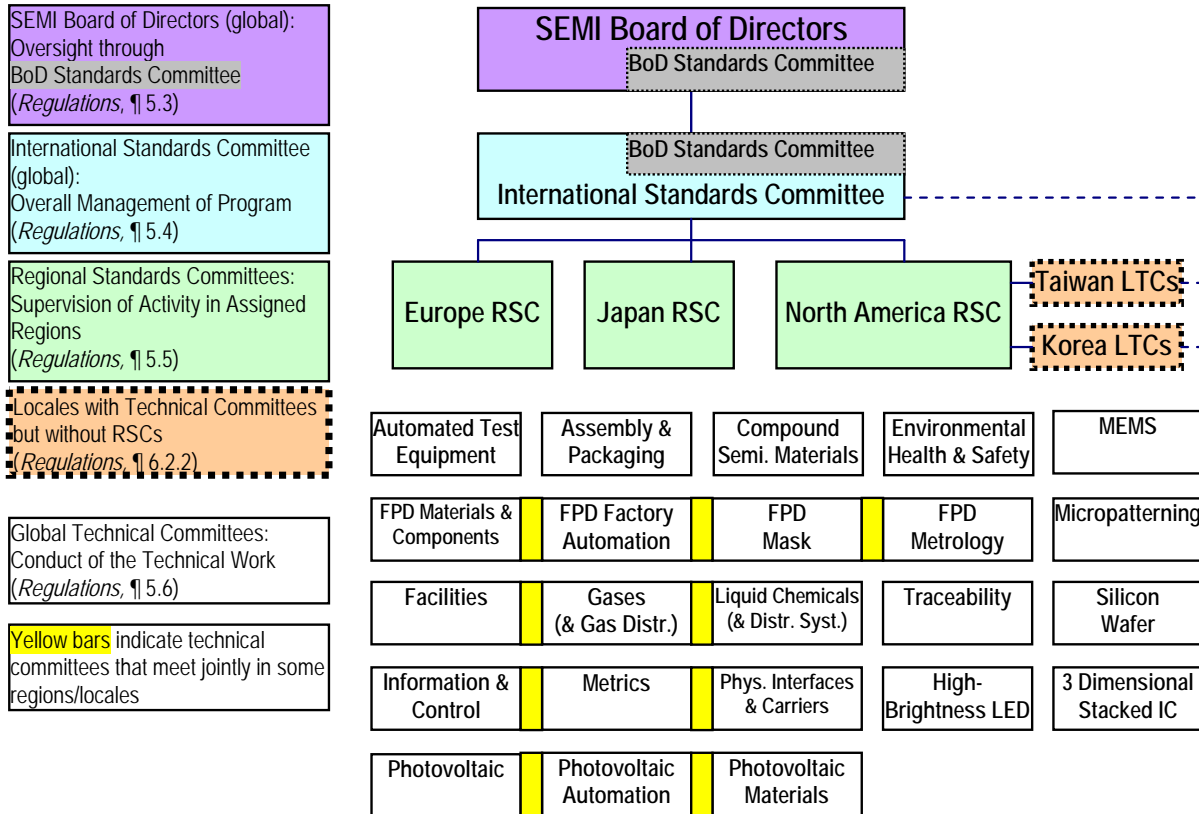 SEMI Board of Directors (global):
Oversight through
BoD Standards Committee
(Regulations, ¶ 5.3)
International Standards Committee
(global):
Overall Management of Program
(Regulations, ¶ 5.4)
Regional Standards Committees:
Supervision of Activity in Assigned
Regions
(Regulations, ¶ 5.5)
Locales with Technical Committees
but without RSCs
(Regulations, ¶ 6.2.2)
Global Technical Committees:
Conduct of the Technical Work
(Regulations, ¶ 5.6)
Yellow bars indicate technical
committees that meet jointly in some
regions/locales
SEMI Board of Directors
BoD Standards Committee
BoD Standards Committee
International Standards Committee
Europe RSC
Japan RSC
North America RSC
Taiwan LTCs
Korea LTCs
Automated Test
Equipment
Assembly &
Packaging
Compound
Semi. Materials
Environmental
Health & Safety
MEMS
FPD Materials &
Components
FPD Factory
Automation
FPD
Mask
FPD
Metrology
Micropatterning
Facilities
Gases
(& Gas Distr.)
Liquid Chemicals
(& Distr. Syst.)
Traceability
Silicon
Wafer
Information &
Control
Metrics
Phys. Interfaces
& Carriers
High-
Brightness LED
3 Dimensional
Stacked IC
Photovoltaic
Photovoltaic
Automation
Photovoltaic
Materials